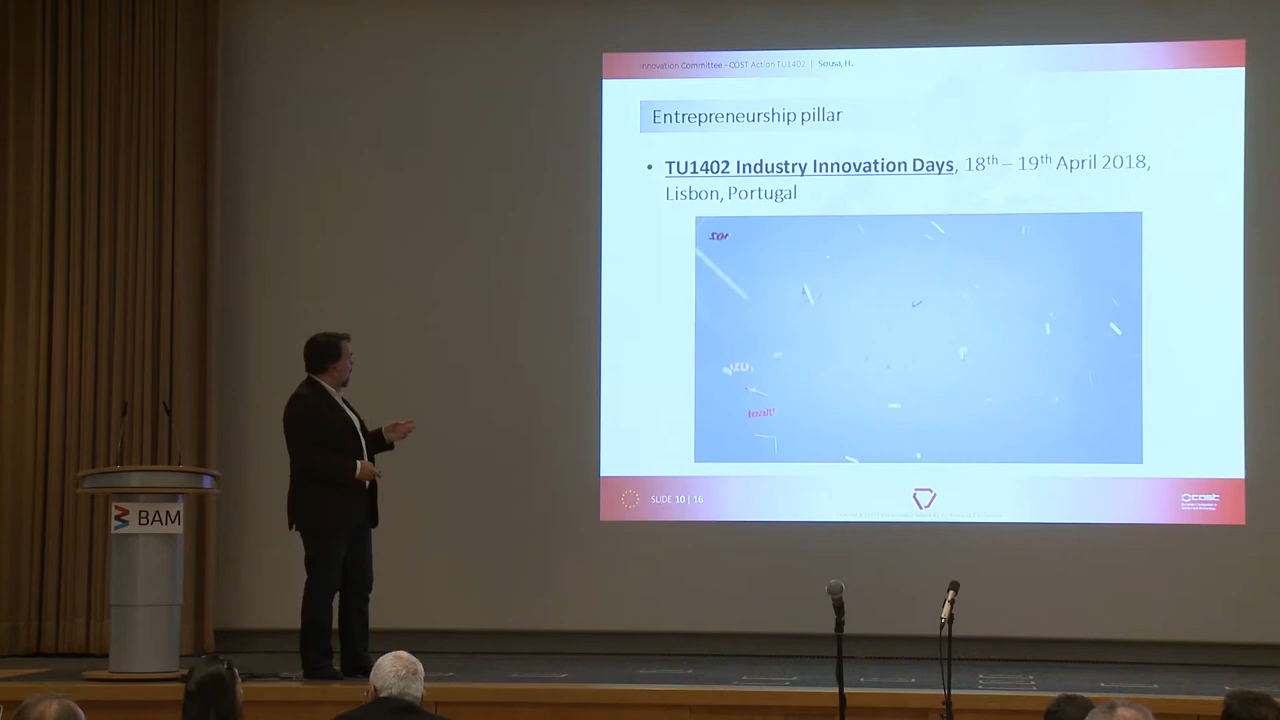 Innovation Committee - COST Action TU1402 | Sousa, H.
Entrepreneurship pillar
• TU1402 Industry Innovation Days, 18th – 19th April 2018,
Lisbon, Portugal
SLIDE 10 | 16
cost
BAM